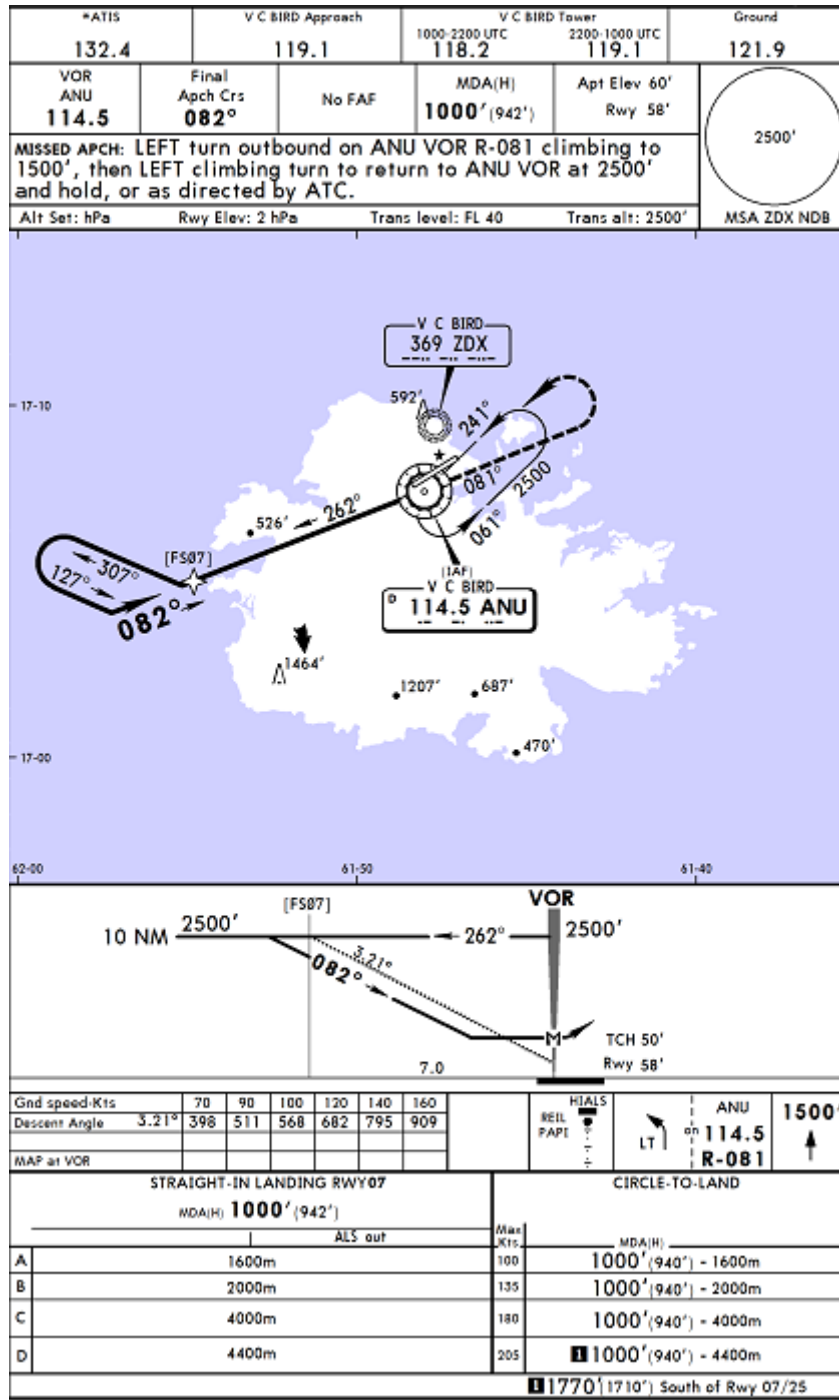 *ATIS
132.4
V C BIRD Approach
119.1
V C BIRD Tower
1000-2200 UTC
118.2
2200-1000 UTC
119.1
Ground
121.9
VOR
ANU
114.5
Final
Apch Crs
082°
No FAF
MDA(H)
1000'(942')
Apt Elev 60'
Rwy 58'
2500'
MSA ZDX NDB
MISSED APCH: LEFT turn outbound on ANU VOR R-081 climbing to
1500', then LEFT climbing turn to return to ANU VOR at 2500'
and hold, or as directed by ATC.
Alt Set: hPa Rwy Elev: 2 hPa Trans level: FL 40 Trans alt: 2500'
V C BIRD
369 ZDX
17-10
592'
241°
081°
2500
061°
262°
526'
[FS07]
307°
127°
082°
(IAF)
V C BIRD
D 114.5 ANU
1464'
1207'
687'
470'
17-00
62-00 61-50 61-40
[FS07]
VOR
10 NM 2500'
262°
2500'
3.21°
082°
M
TCH 50'
7.0
Rwy 58'
Gnd speed-Kts 70 90 100 120 140 160
Descent Angle 3.21° 398 511 568 682 795 909
MAP at VOR
HIALS
REIL
PAPI
LT
on
ANU
114.5
R-081
1500'
STRAIGHT-IN LANDING RWY07
MDA(H) 1000'(942')
ALS out
A 1600m
B 2000m
C 4000m
D 4400m
CIRCLE-TO-LAND
Max
Kts
MDA(H)
100 1000'(940') - 1600m
135 1000'(940') - 2000m
180 1000'(940') - 4000m
205 1 1000'(940') - 4400m
1 1770'(1710') South of Rwy 07/25